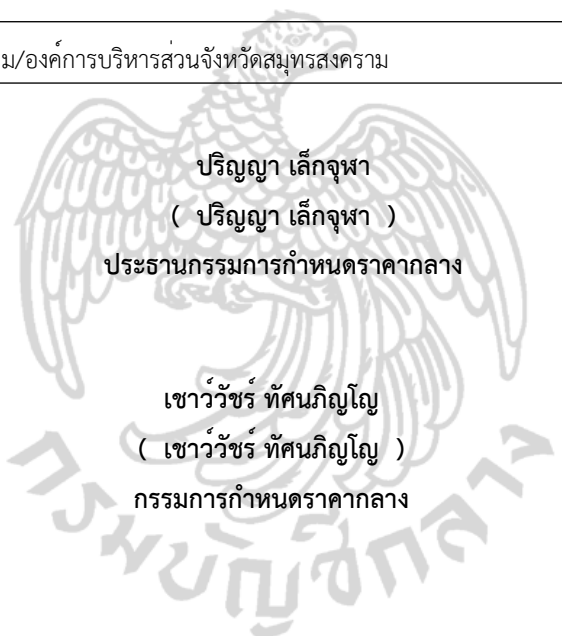 ม/องค์การบริหารส่วนจังหวัดสมุทรสงคราม
ปริญญา เล็กจุฬา
( ปริญญา เล็กจุฬา )
ประธานกรรมการกำหนดราคากลาง
เชาว์วัชร์ ทัศนภิญโญ
( เชาว์วัชร์ ทัศนภิญโญ )
กรรมการกำหนดราคากลาง
กรมบัญชีกลาง